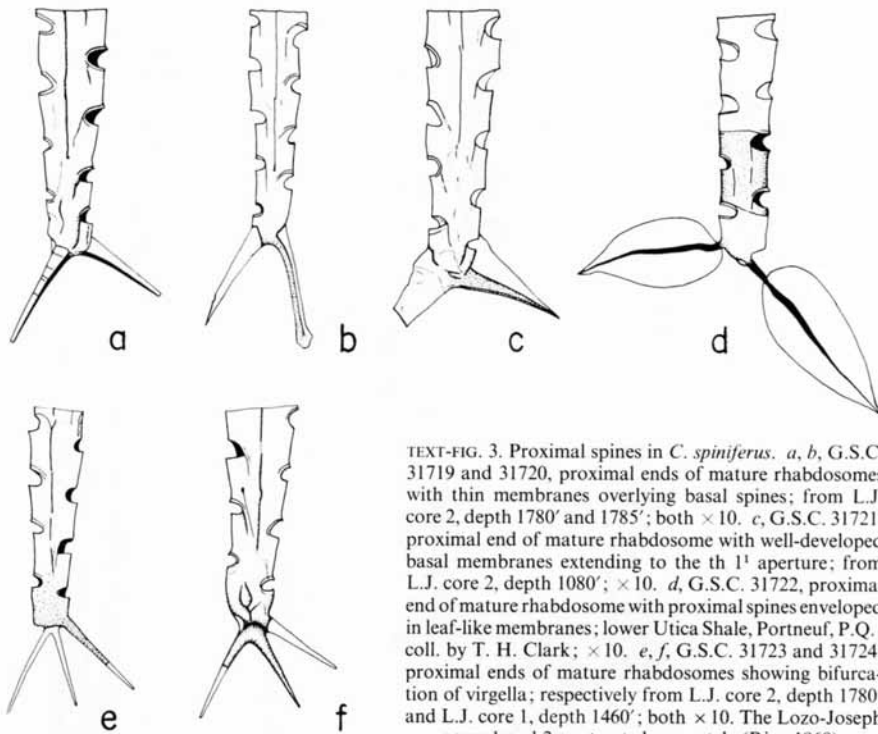 a
b
c
d
e
f
TEXT-FIG. 3. Proximal spines in C. spiniferus. a, b, G.S.C
31719 and 31720, proximal ends of mature rhabdosomes
with thin membranes overlying basal spines; from L.J
core 2, depth 1780′ and 1785′; both ×10. c, G.S.C. 31721
proximal end of mature rhabdosome with well-developed
basal membranes extending to the th 1¹ aperture; from
L.J. core 2, depth 1080′; ×10. d, G.S.C. 31722, proxima
end of mature rhabdosome with proximal spines enveloped
in leaf-like membranes; lower Utica Shale, Portneuf, P.Q.
coll. by T. H. Clark; ×10. e, f, G.S.C. 31723 and 31724
proximal ends of mature rhabdosomes showing bifurca-
tion of virgella; respectively from L.J. core 2, depth 1780
and L.J. core 1, depth 1460′; both ×10. The Lozo-Joseph